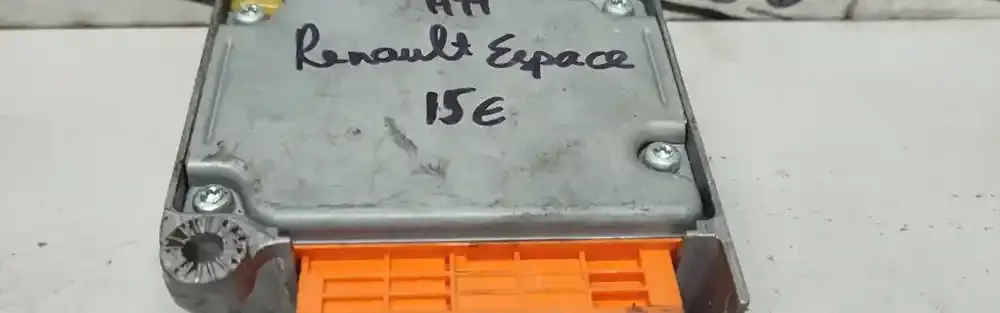 Renault Espace
15€